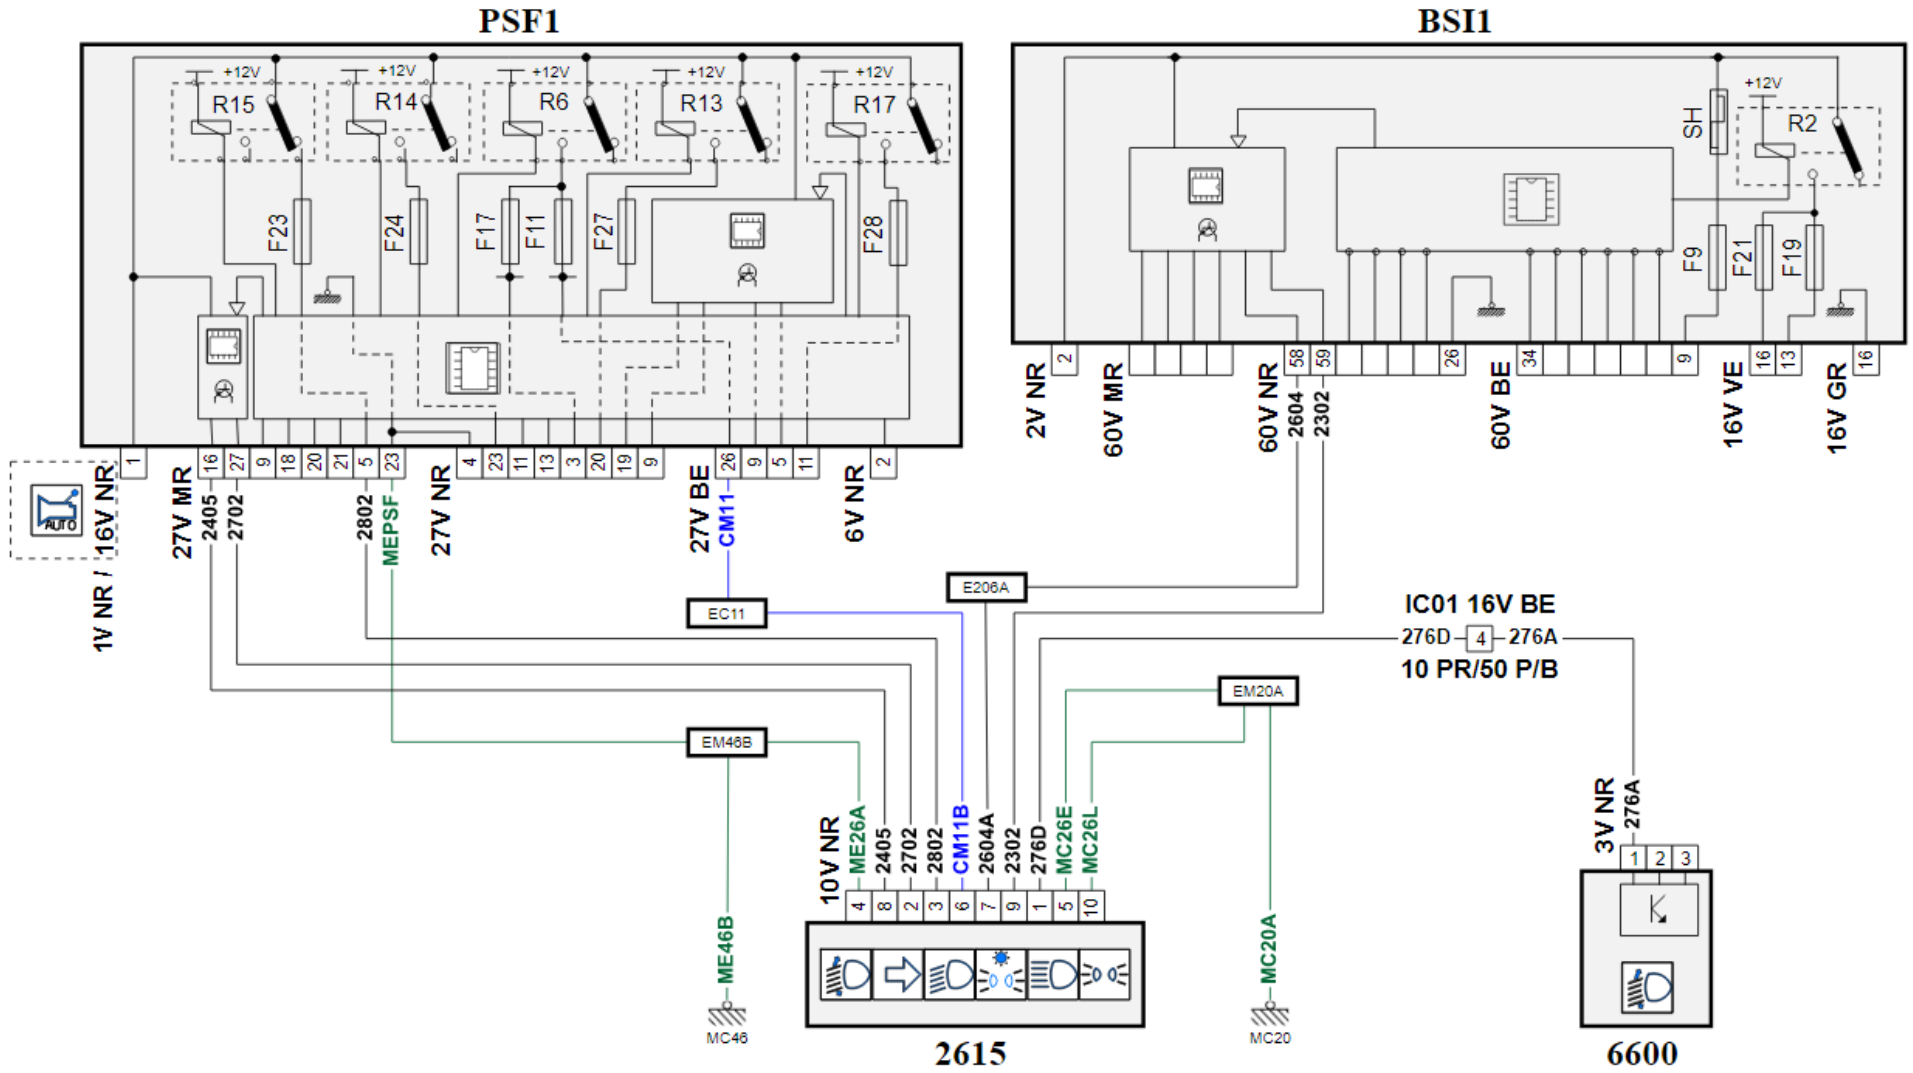 PSF1
BSI1
+12V +12V +12V +12V +12V
R15 R14 R6 R13 R17
F23 F24 F17 F11 F27 F28
+12V
SH R2
F9 F21 F19
1 16 27 9 18 20 21 5 23 4 23 11 13 3 20 19 9 26 9 5 11 2
2 58 59 26 34 9 16 13 16
AUTO
1V NR / 16V NR
27V MR
2405
2702
2802
MEPSF
27V NR
27V BE
CM11
6V NR
2V NR
60V MR
60V NR
2604
2302
60V BE
16V VE
16V GR
E206A
EC11
IC01 16V BE
276D 4 276A
10 PR/50 P/B
EM20A
EM46B
10V NR
ME26A
2405
2702
2802
CM11B
2604A
2302
276D
MC26E
MC26L
3V NR
276A
4 8 2 3 6 7 9 1 5 10
1 2 3
K
ME46B
MC20A
MC46
MC20
2615
6600